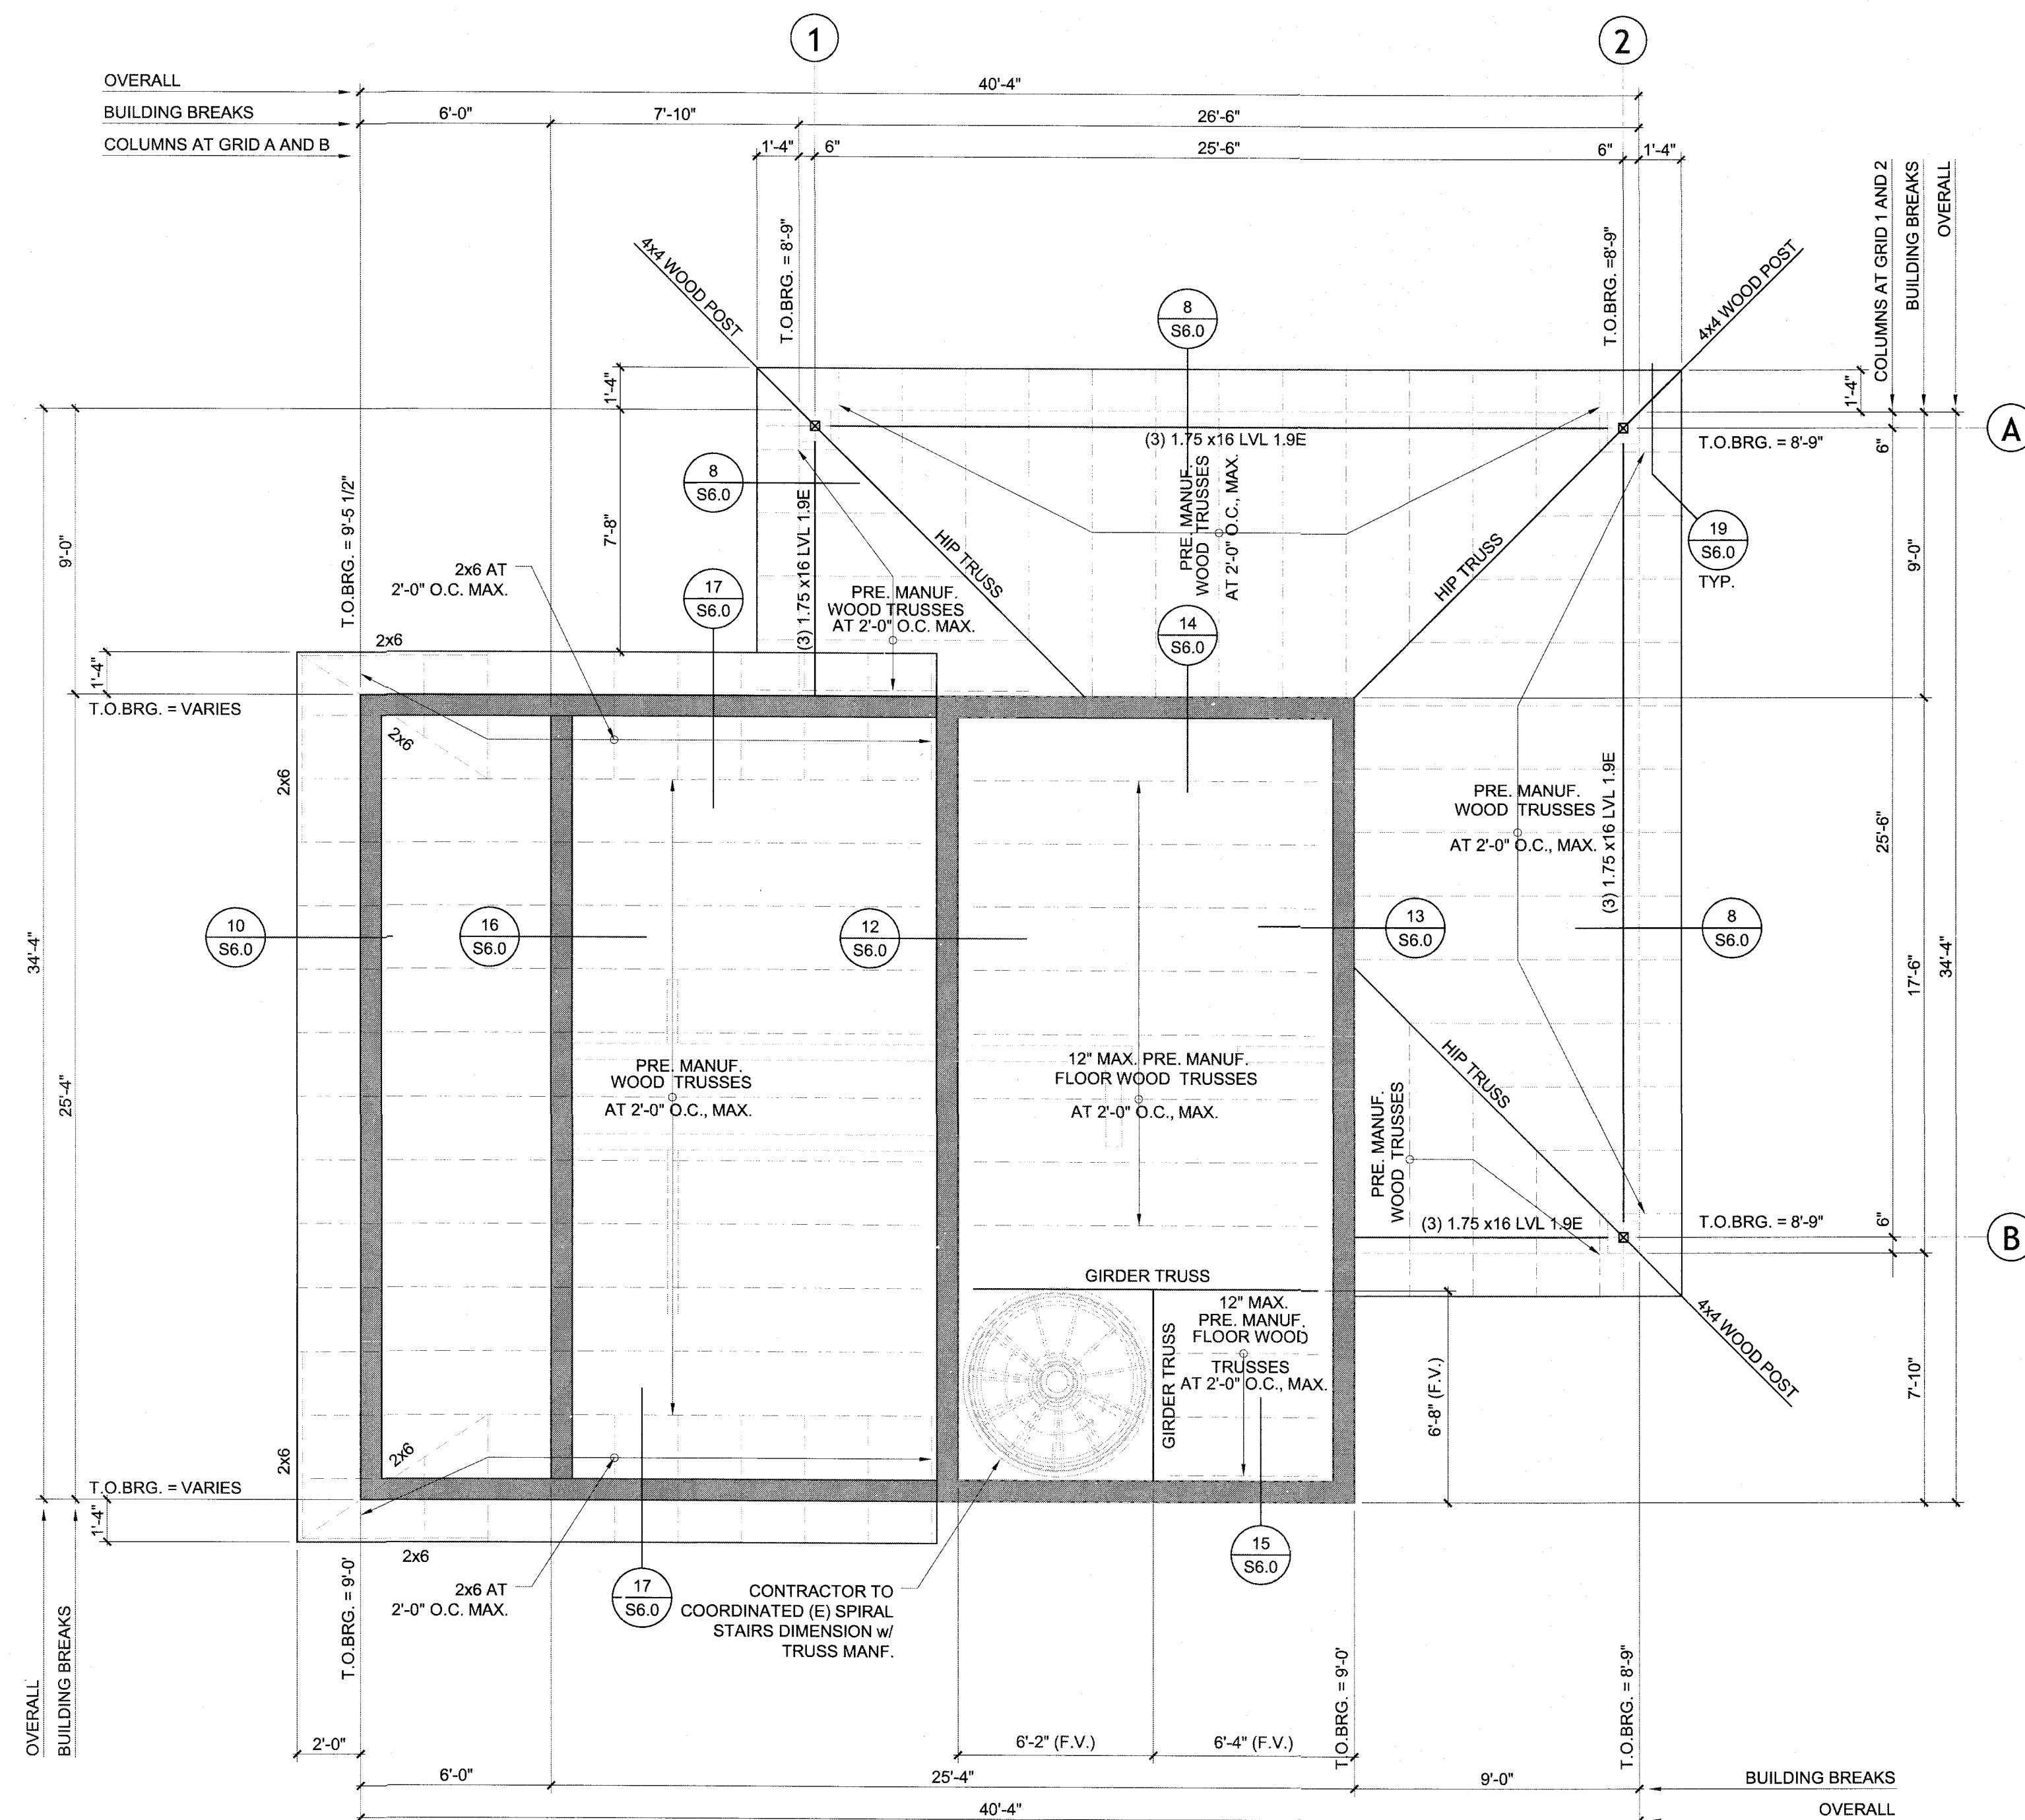 1
2
OVERALL
40'-4"
BUILDING BREAKS
6'-0"
7'-10"
26'-6"
COLUMNS AT GRID A AND B
1'-4"
6"
25'-6"
6"
1'-4"
COLUMNS AT GRID 1 AND 2
BUILDING BREAKS
OVERALL
4x4 WOOD POST
T.O.BRG. = 8'-9"
8
S6.0
T.O.BRG. =8'-9"
4x4 WOOD POST
1'-4"
1'-4"
A
(3) 1.75 x16 LVL 1.9E
T.O.BRG. = 8'-9"
6"
8
S6.0
T.O.BRG. = 9'-5 1/2"
7'-8"
9'-0"
(3) 1.75 x16 LVL 1.9E
HIP TRUSS
PRE. MANUF.
WOOD TRUSSES
AT 2'-0" O.C., MAX.
HIP TRUSS
19
S6.0
TYP.
9'-0"
2x6 AT
2'-0" O.C. MAX.
17
S6.0
PRE. MANUF.
WOOD TRUSSES
AT 2'-0" O.C. MAX.
14
S6.0
2x6
1'-4"
T.O.BRG. = VARIES
2x6
2x6
PRE. MANUF.
WOOD TRUSSES
AT 2'-0" O.C., MAX.
(3) 1.75 x16 LVL 1.9E
25'-6"
10
S6.0
16
S6.0
12
S6.0
13
S6.0
8
S6.0
34'-4"
17'-6"
34'-4"
25'-4"
PRE. MANUF.
WOOD TRUSSES
AT 2'-0" O.C., MAX.
12" MAX. PRE. MANUF.
FLOOR WOOD TRUSSES
AT 2'-0" O.C., MAX.
HIP TRUSS
PRE. MANUF.
WOOD TRUSSES
(3) 1.75 x16 LVL 1.9E
T.O.BRG. = 8'-9"
6"
B
GIRDER TRUSS
12" MAX.
PRE. MANUF.
FLOOR WOOD
TRUSSES
AT 2'-0" O.C., MAX.
GIRDER TRUSS
4x4 WOOD POST
6'-8" (F.V.)
7'-10"
2x6
2x6
T.O.BRG. = VARIES
1'-4"
2x6
15
S6.0
T.O.BRG. = 9'-0'
2x6 AT
2'-0" O.C. MAX.
17
S6.0
CONTRACTOR TO
COORDINATED (E) SPIRAL
STAIRS DIMENSION w/
TRUSS MANF.
OVERALL
BUILDING BREAKS
T.O.BRG. = 9'-0'
T.O.BRG. = 8'-9"
2'-0"
6'-2" (F.V.)
6'-4" (F.V.)
6'-0"
25'-4"
9'-0"
BUILDING BREAKS
40'-4"
OVERALL